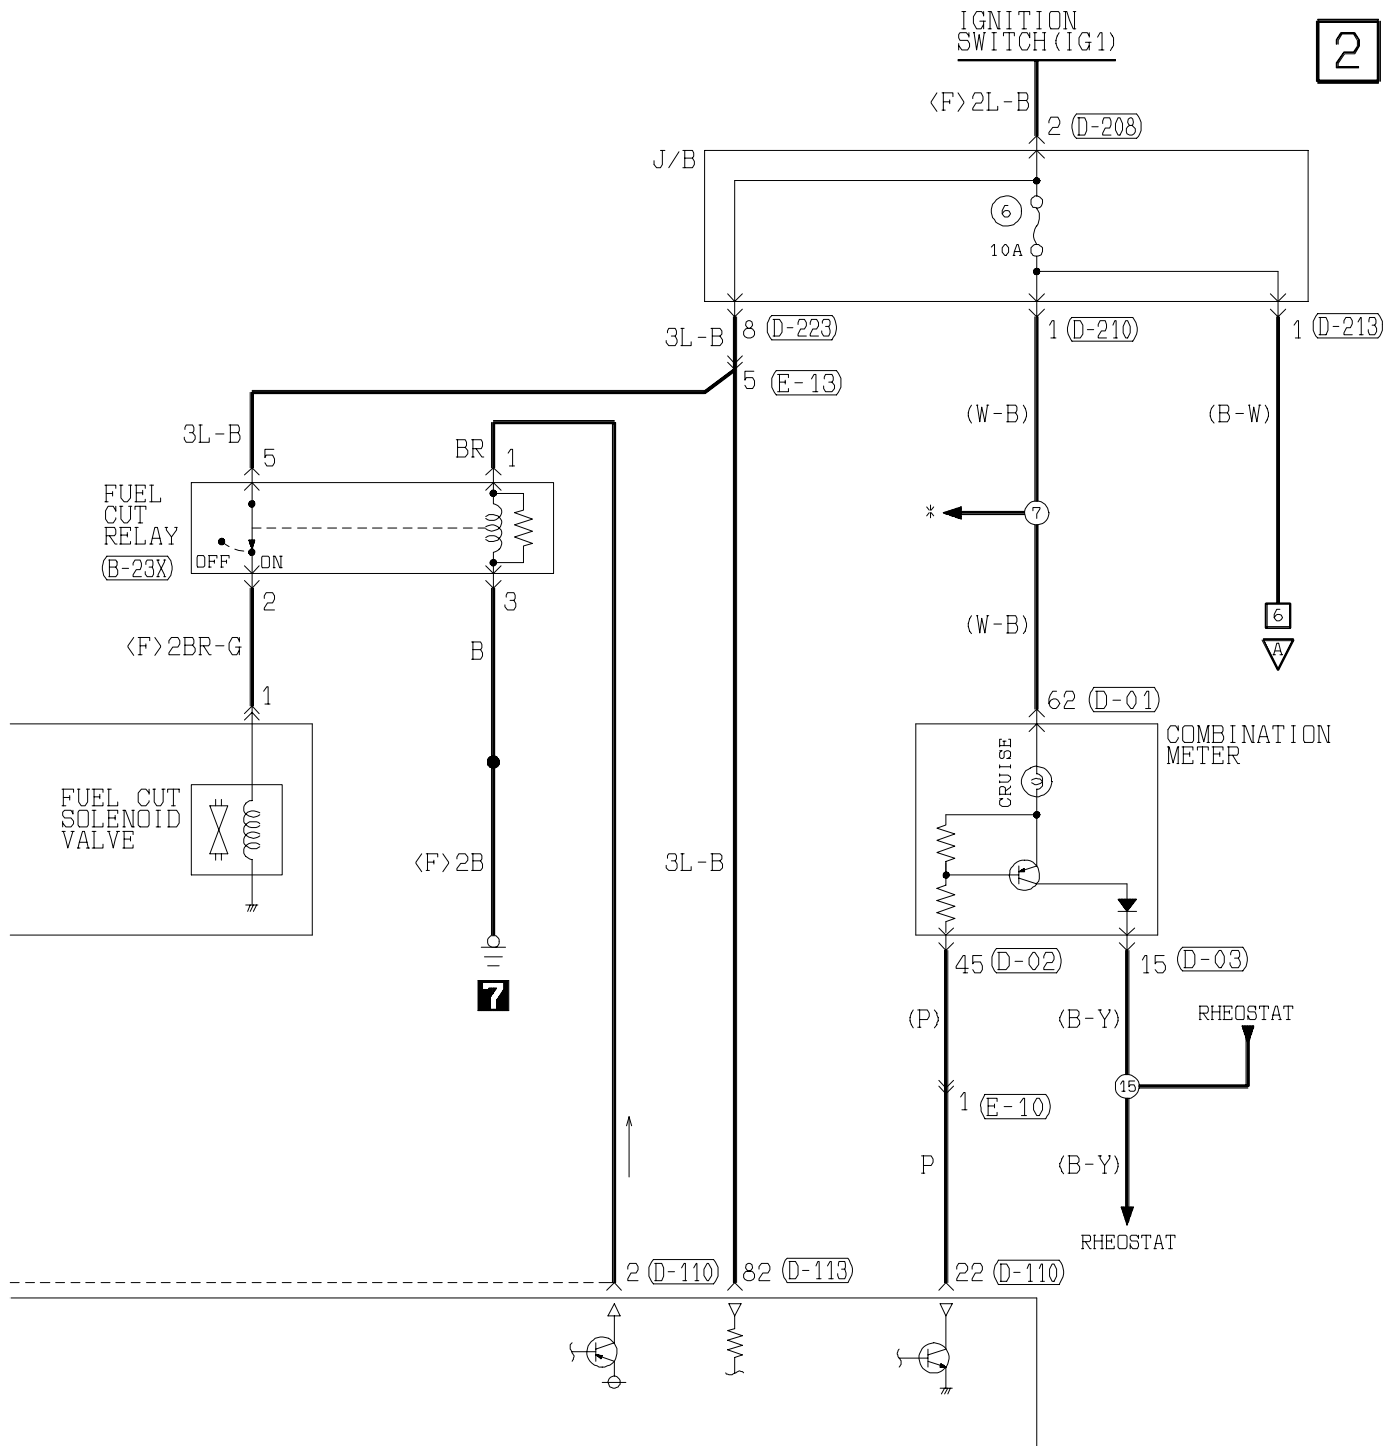 IGNITION
SWITCH(IG1)
2
<F>2L-B
2 (D-208)
J/B
6
10A
3L-B
8 (D-223)
1 (D-210)
1 (D-213)
5 (E-13)
3L-B
5
BR
1
(W-B)
(B-W)
FUEL
CUT
RELAY
(B-23X)
OFF
ON
*
7
2
3
<F>2BR-G
B
(W-B)
6
A
1
62 (D-01)
COMBINATION
METER
CRUISE
FUEL CUT
SOLENOID
VALVE
<F>2B
3L-B
45 (D-02)
15 (D-03)
7
(P)
(B-Y)
RHEOSTAT
15
1 (E-10)
P
(B-Y)
RHEOSTAT
2 (D-110)
82 (D-113)
22 (D-110)